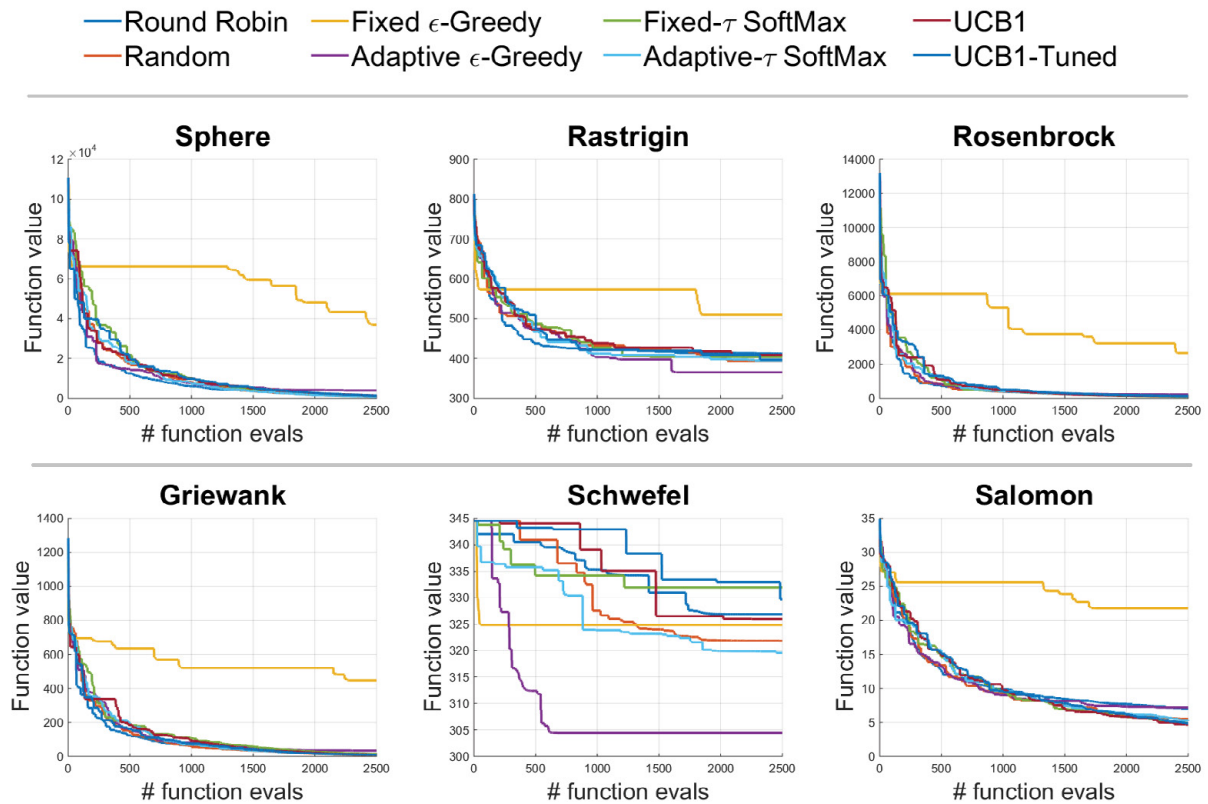 Round Robin Fixed ϵ-Greedy Fixed-τ SoftMax UCB1
Random Adaptive ϵ-Greedy Adaptive-τ SoftMax UCB1-Tuned
Sphere
12 × 10^4
10
8
6
4
2
0
0 500 1000 1500 2000 2500
Function value
# function evals
Rastrigin
900
800
700
600
500
400
300
0 500 1000 1500 2000 2500
Function value
# function evals
Rosenbrock
14000
12000
10000
8000
6000
4000
2000
0
0 500 1000 1500 2000 2500
Function value
# function evals
Griewank
1400
1200
1000
800
600
400
200
0
0 500 1000 1500 2000 2500
Function value
# function evals
Schwefel
345
340
335
330
325
320
315
310
305
300
0 500 1000 1500 2000 2500
Function value
# function evals
Salomon
35
30
25
20
15
10
5
0
0 500 1000 1500 2000 2500
Function value
# function evals